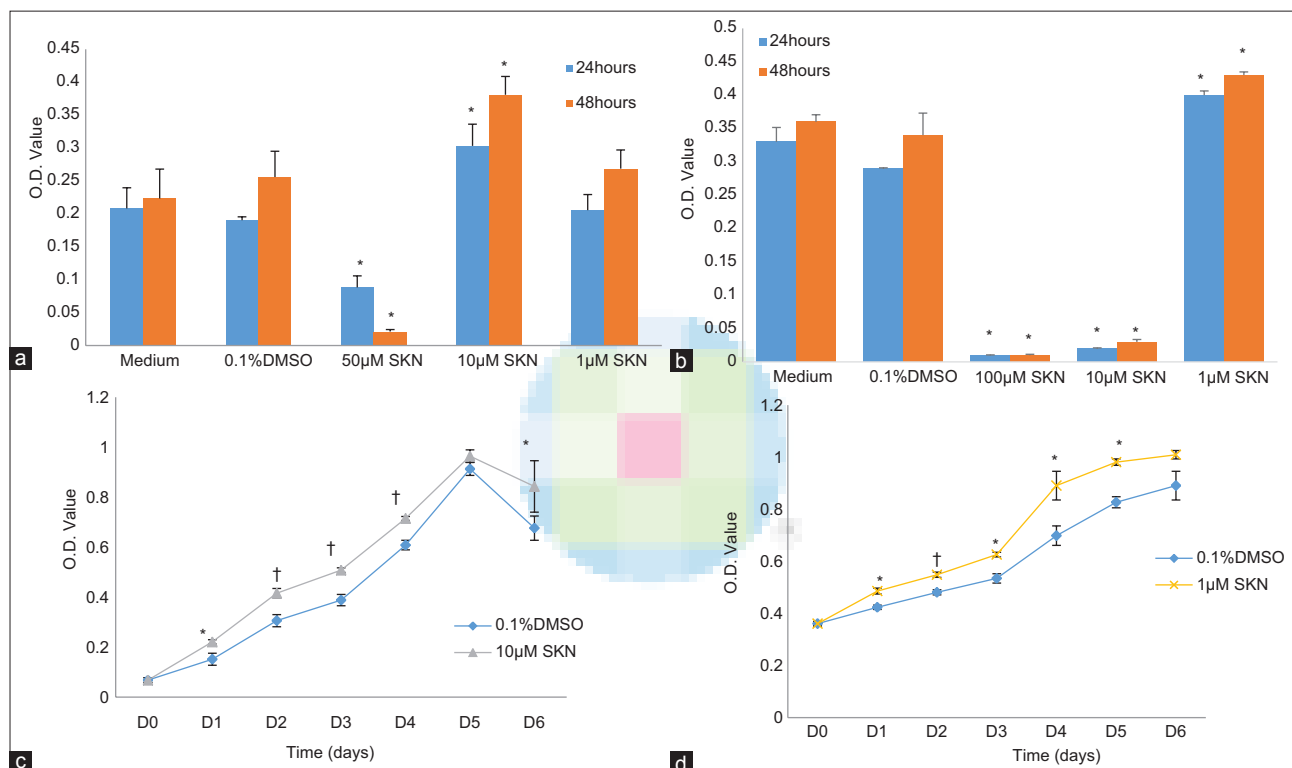 0.45
0.4
0.35
0.3
0.25
0.2
0.15
0.1
0.05
0
O.D. Value
24hours
48hours
*
*
*
*
Medium
0.1%DMSO
50µM SKN
10µM SKN
1µM SKN
a
0.5
0.45
0.4
0.35
0.3
0.25
0.2
0.15
0.1
0.05
0
O.D. Value
24hours
48hours
*
*
*
*
*
*
Medium
0.1%DMSO
100µM SKN
10µM SKN
1µM SKN
b
1.2
1
0.8
0.6
0.4
0.2
0
O.D. Value
*
†
†
†
*
0.1%DMSO
10µM SKN
D0
D1
D2
D3
D4
D5
D6
Time (days)
c
1.2
1
0.8
0.6
0.4
0.2
0
O.D. Value
*
†
*
*
*
0.1%DMSO
1µM SKN
D0
D1
D2
D3
D4
D5
D6
Time (days)
d